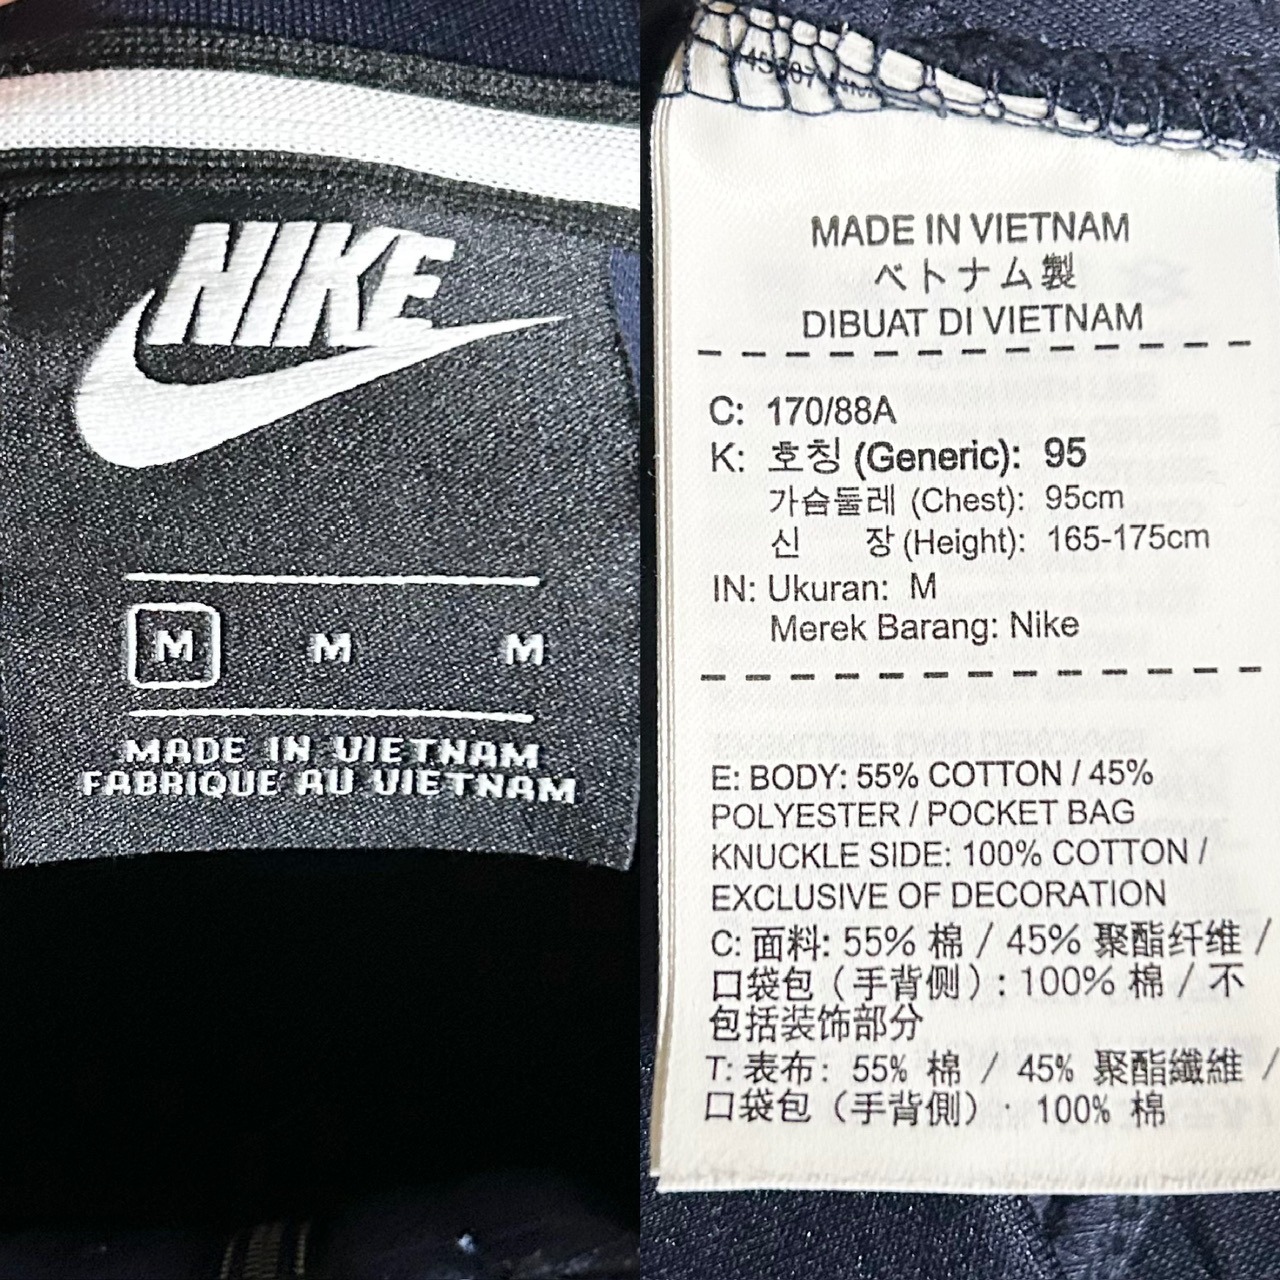 NIKE
M M M
MADE IN VIETNAM
FABRIQUÉ AU VIETNAM
MADE IN VIETNAM
ベトナム製
DIBUAT DI VIETNAM
C: 170/88A
K: 호칭 (Generic): 95
가슴둘레 (Chest): 95cm
신 장 (Height): 165-175cm
IN: Ukuran: M
Merek Barang: Nike
E: BODY: 55% COTTON / 45%
POLYESTER / POCKET BAG
KNUCKLE SIDE: 100% COTTON /
EXCLUSIVE OF DECORATION
C: 面料: 55% 棉 / 45% 聚酯纤维 /
口袋包（手背侧）: 100% 棉 / 不
包括装饰部分
T: 表布: 55% 棉 / 45% 聚酯纖維 /
口袋包（手背側）: 100% 棉